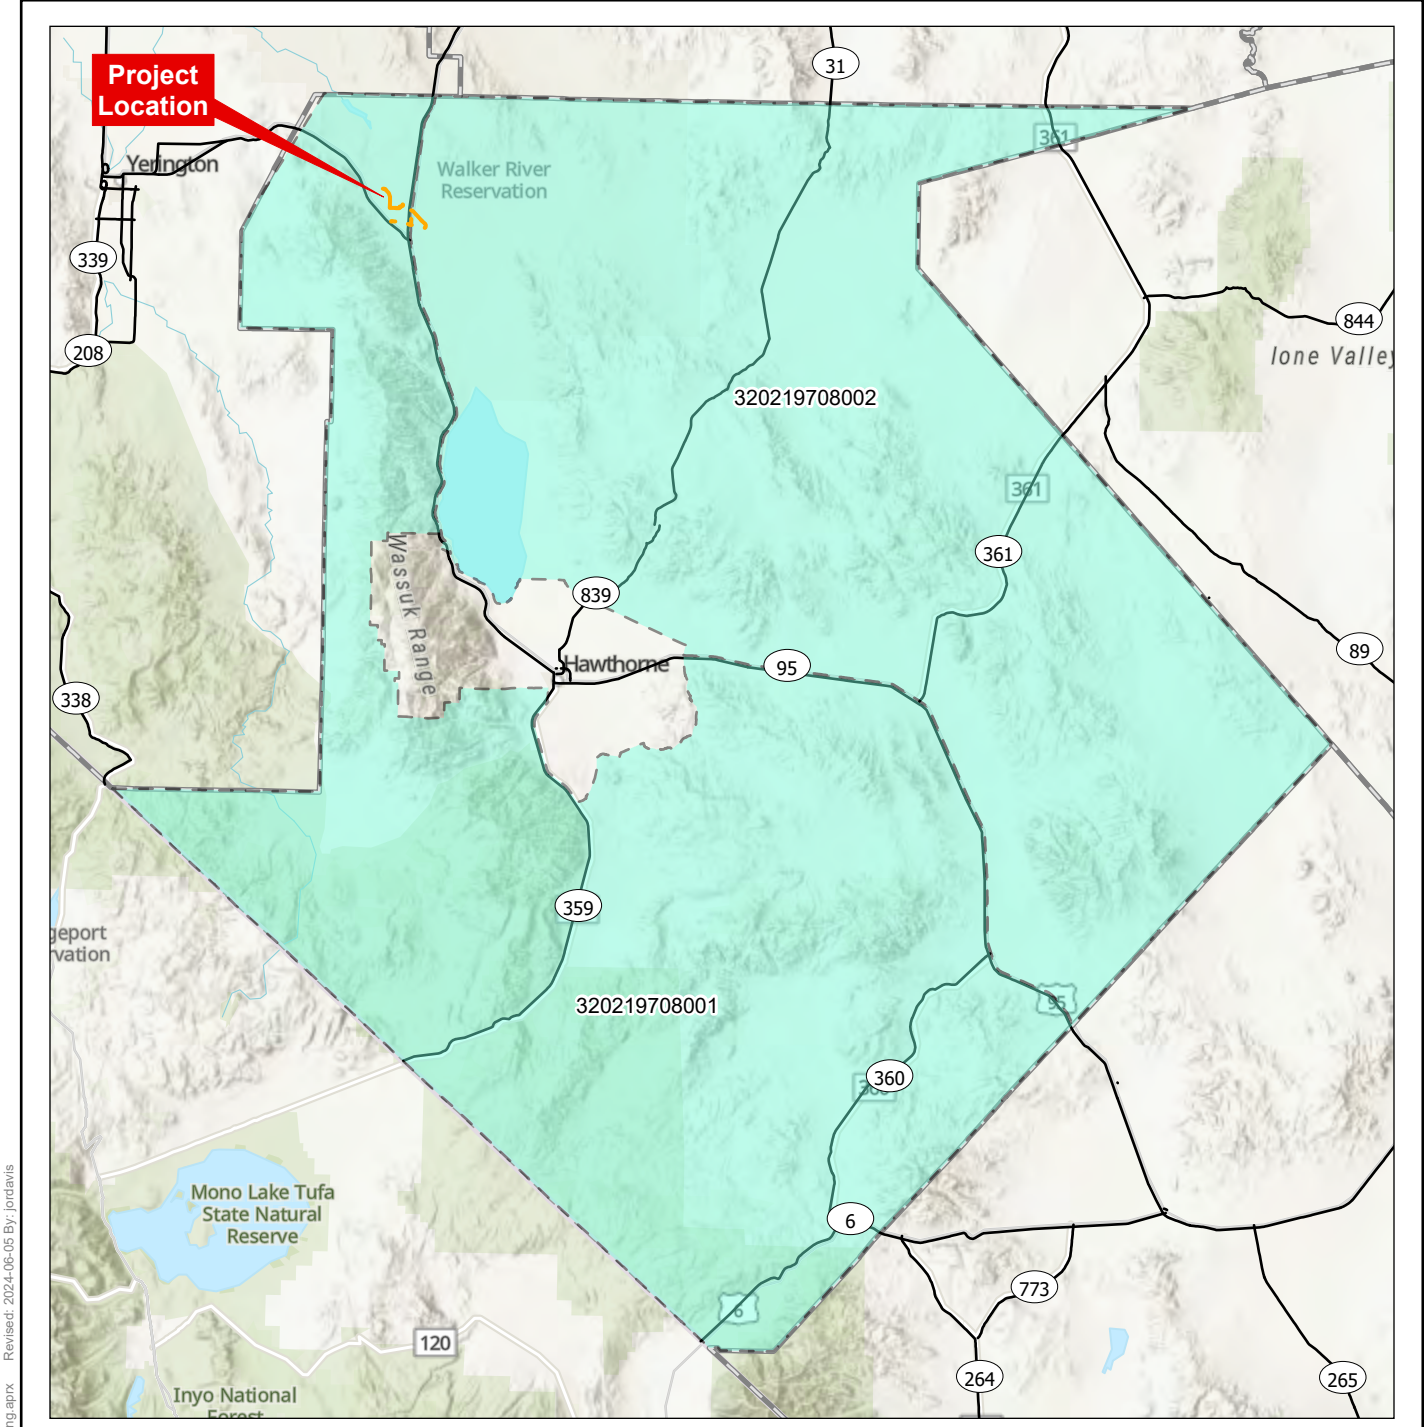 Project
Location
31
361
Yerington
Walker River
Reservation
339
844
208
Ione Valley
320219708002
361
361
Wassuk Range
839
Hawthorne
95
89
338
359
geport
rvation
95
320219708001
360
360
Mono Lake Tufa
State Natural
Reserve
6
773
6
120
264
265
Inyo National
Forest
ng.aprx Revised: 2024-06-05 By: jordavis